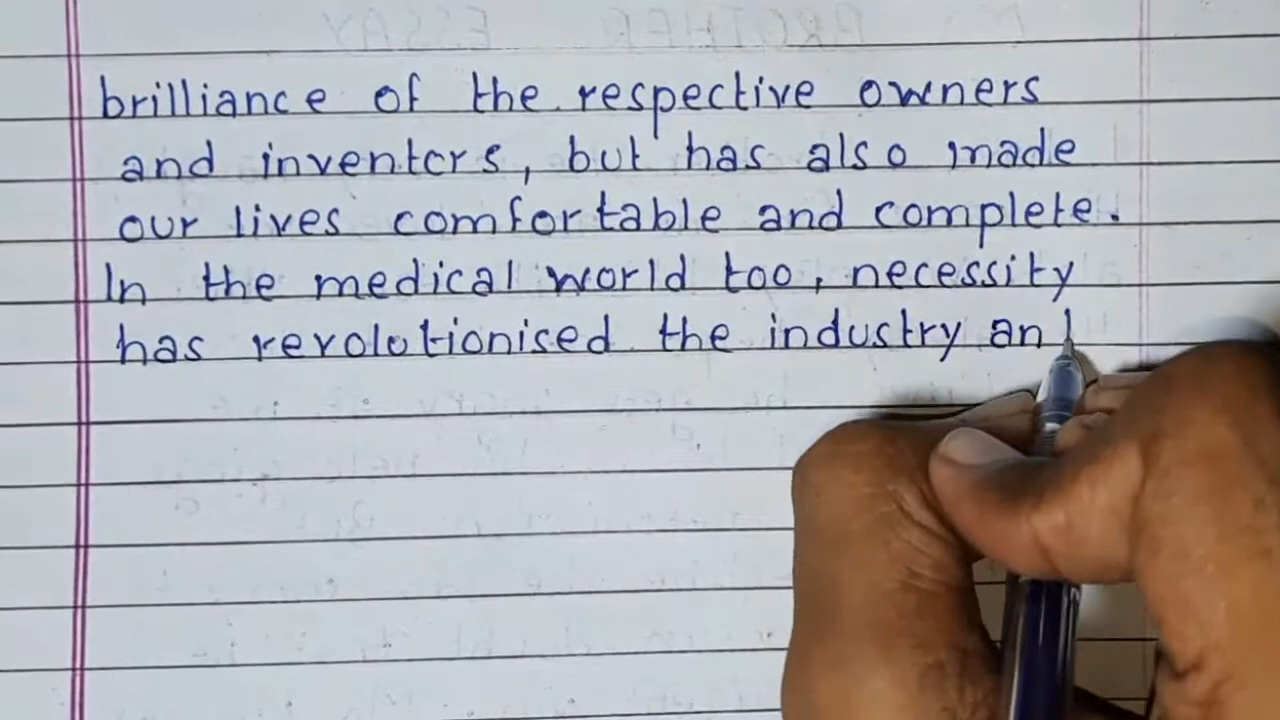 brilliance of the respective owners
and inventors, but has also made
our lives comfortable and complete.
In the medical world too, necessity
has revolutionised the industry an